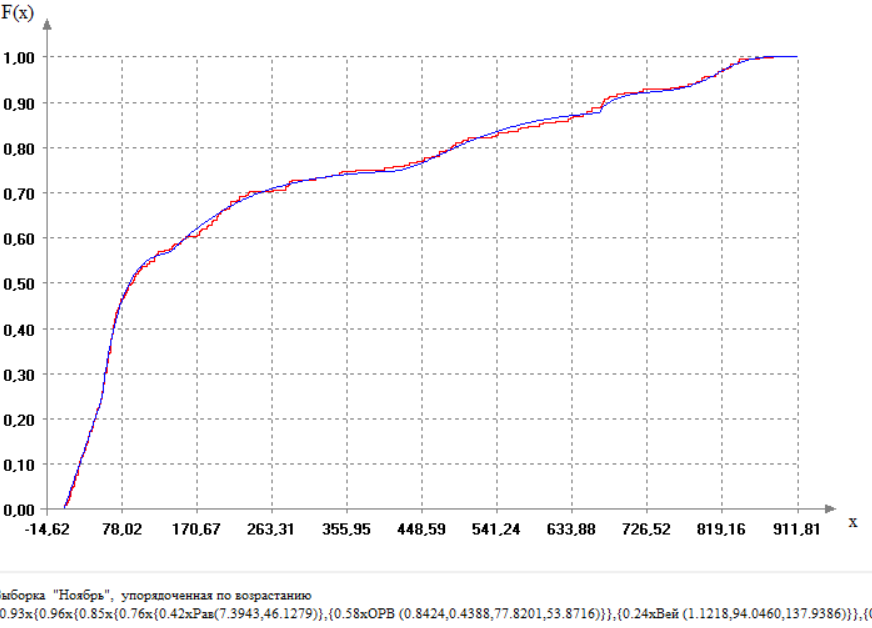 F(x)
1,00
0,90
0,80
0,70
0,60
0,50
0,40
0,30
0,20
0,10
0,00
-14,62 78,02 170,67 263,31 355,95 448,59 541,24 633,88 726,52 819,16 911,81 x
ыборка "Ноябрь", упорядоченная по возрастанию
0.93x{0.96x{0.85x{0.76x{0.42xРав(7.3943,46.1279)},{0.58xОРВ (0.8424,0.4388,77.8201,53.8716)}},{0.24xВей (1.1218,94.0460,137.9386)}},{0